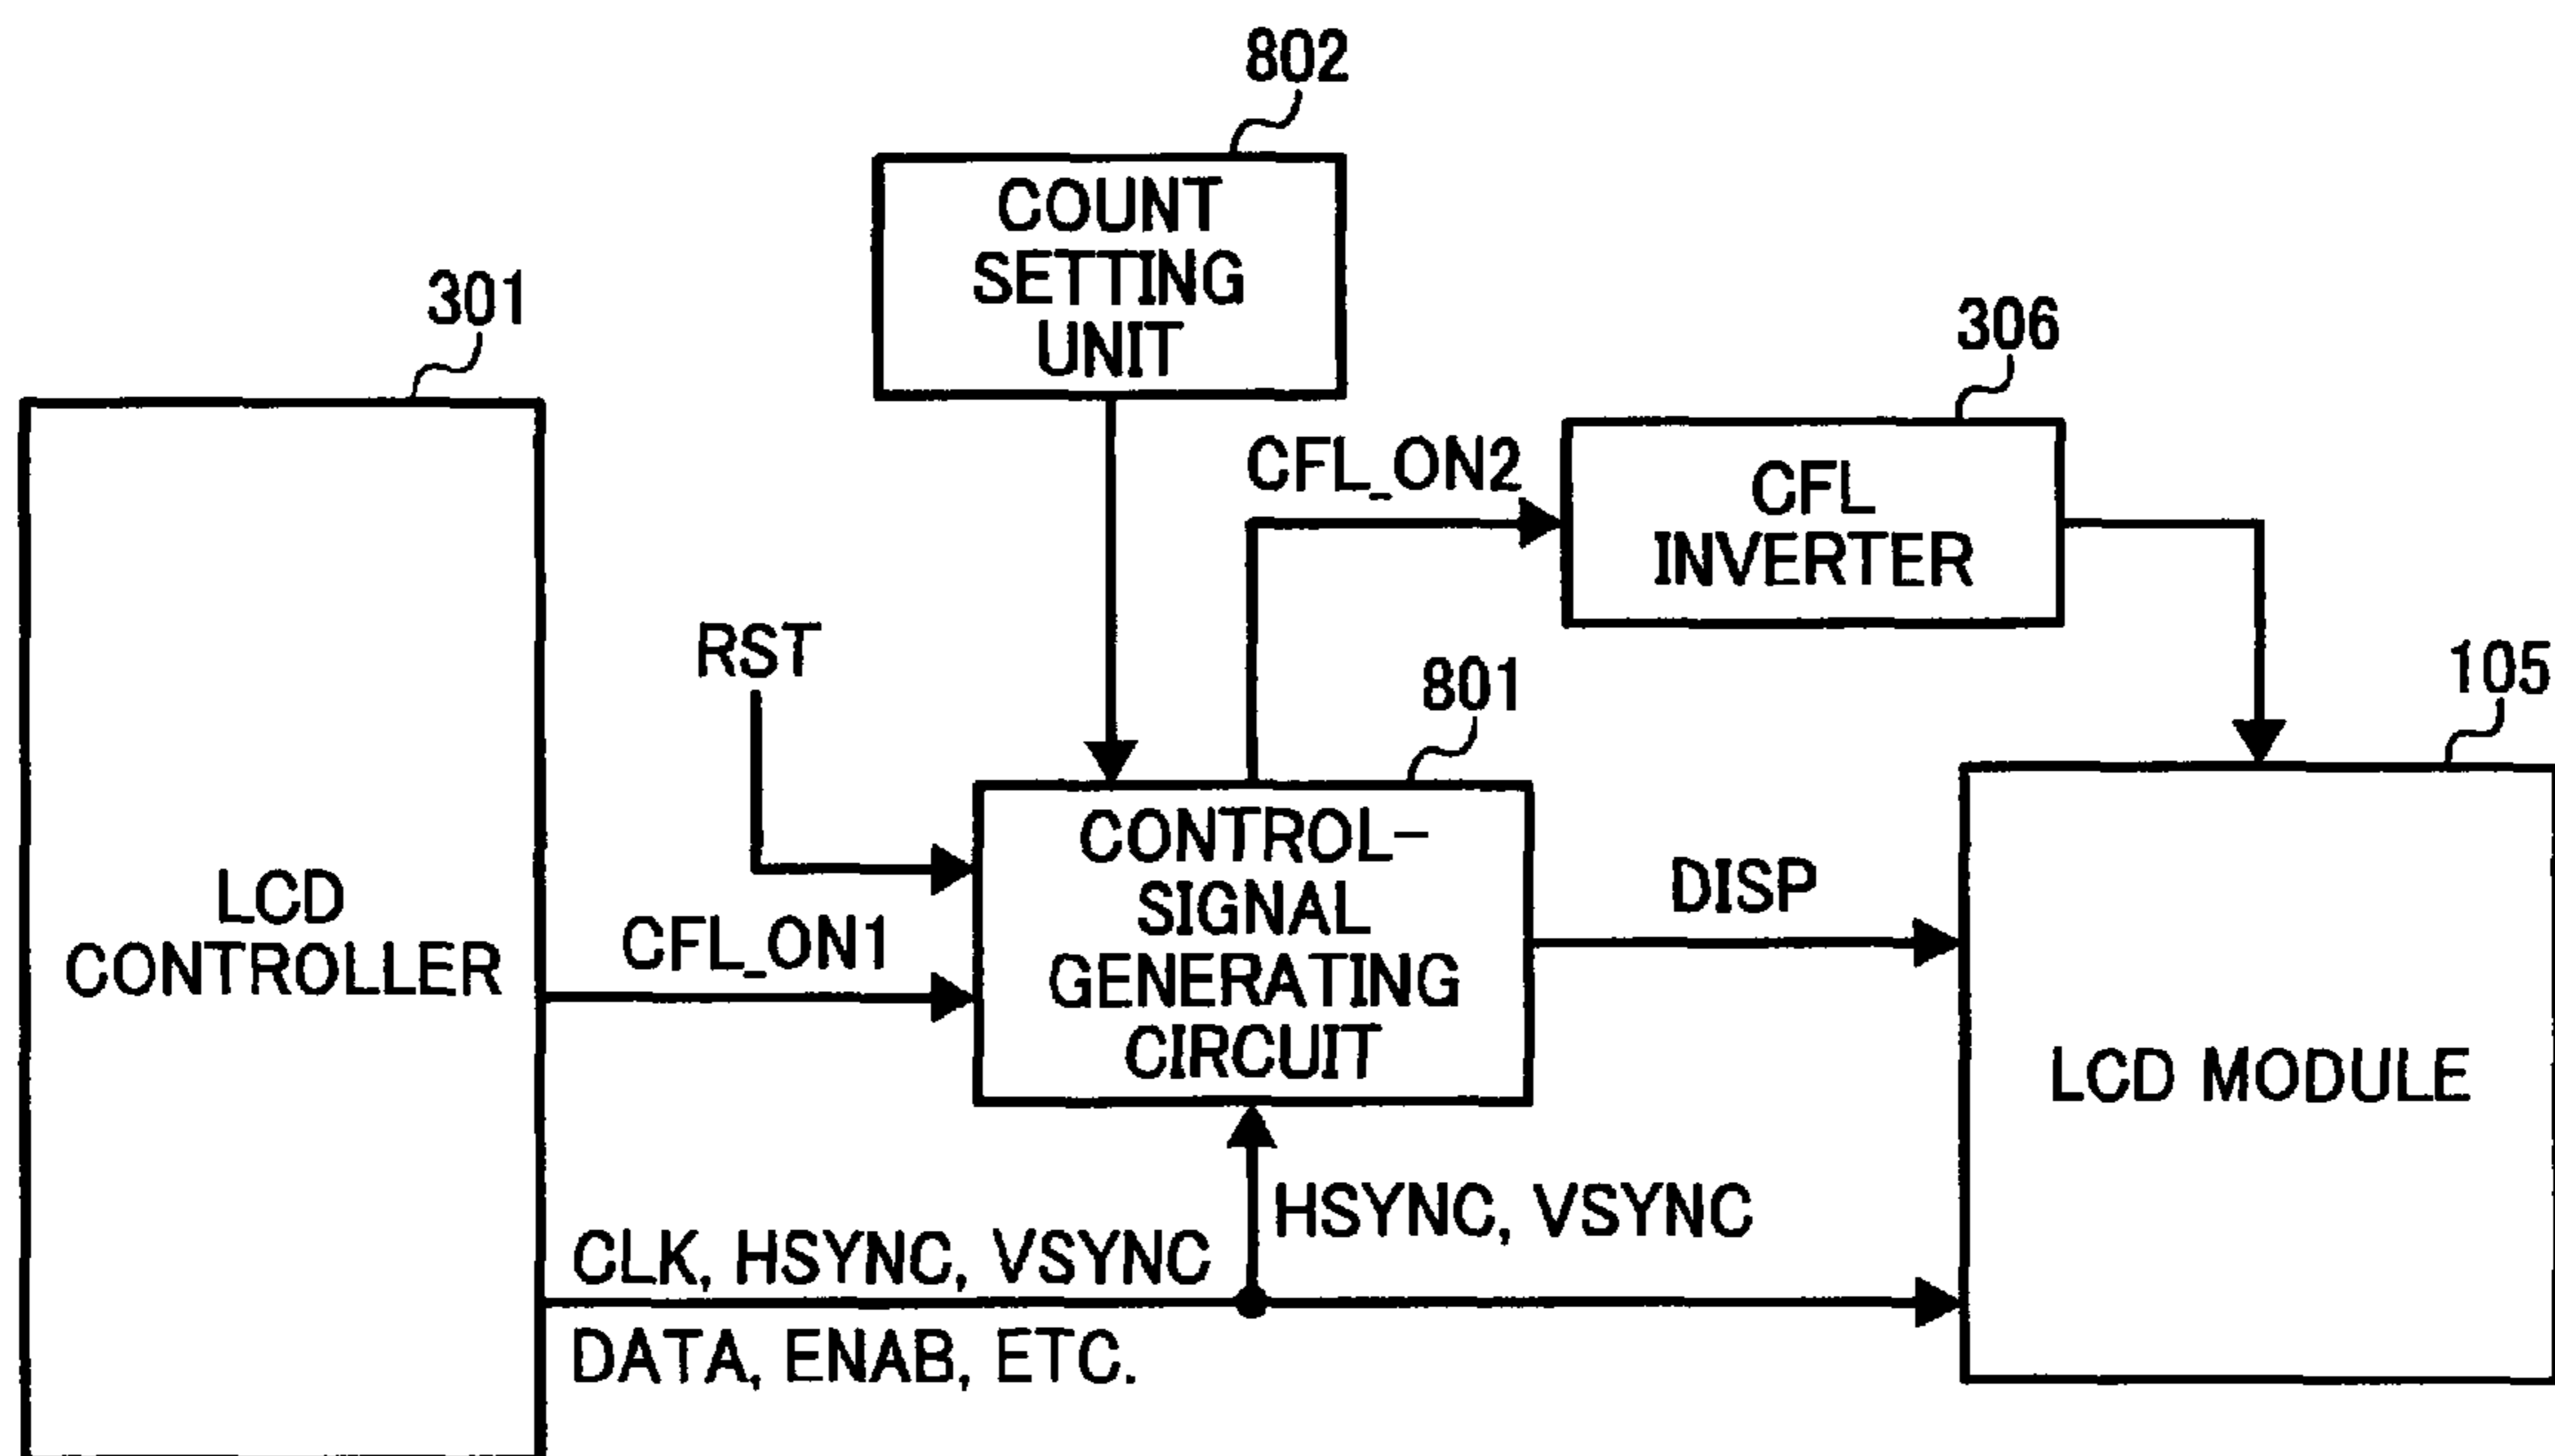 802
COUNT
SETTING
UNIT
301
306
CFL_ON2
CFL
INVERTER
RST
801
105
CONTROL-
SIGNAL
GENERATING
CIRCUIT
LCD
CONTROLLER
CFL_ON1
DISP
LCD MODULE
HSYNC, VSYNC
CLK, HSYNC, VSYNC
DATA, ENAB, ETC.